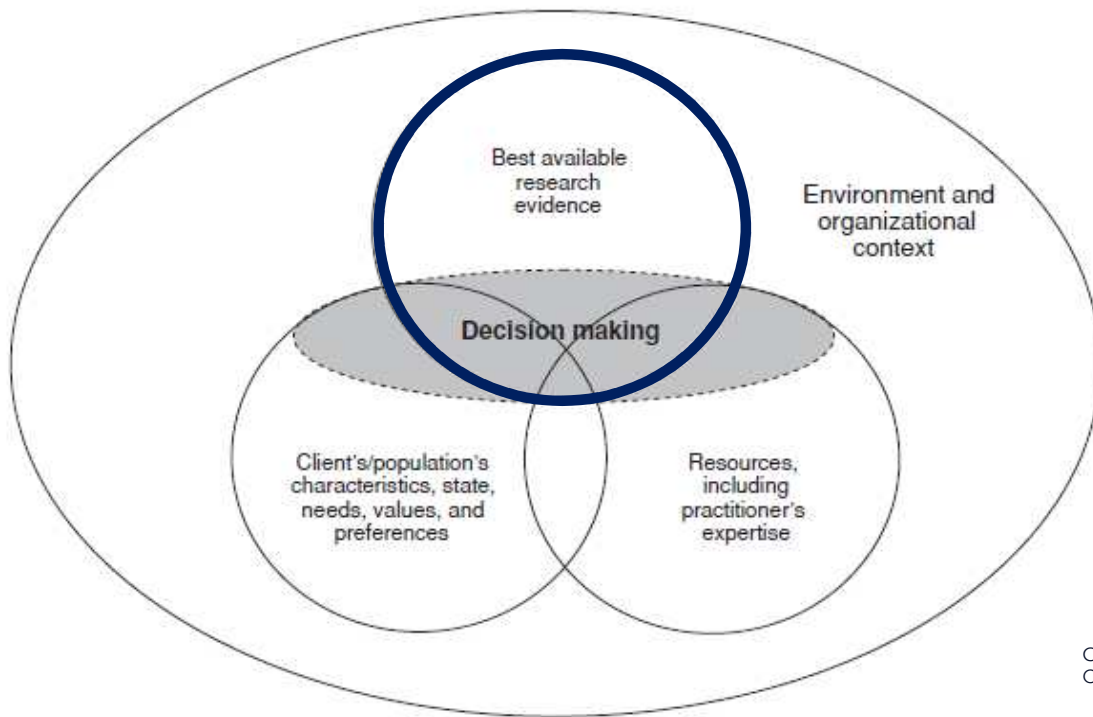 Best available
research
evidence
Environment and
organizational
context
Decision making
Client's/population's
characteristics, state,
needs, values, and
preferences
Resources,
including
practitioner's
expertise